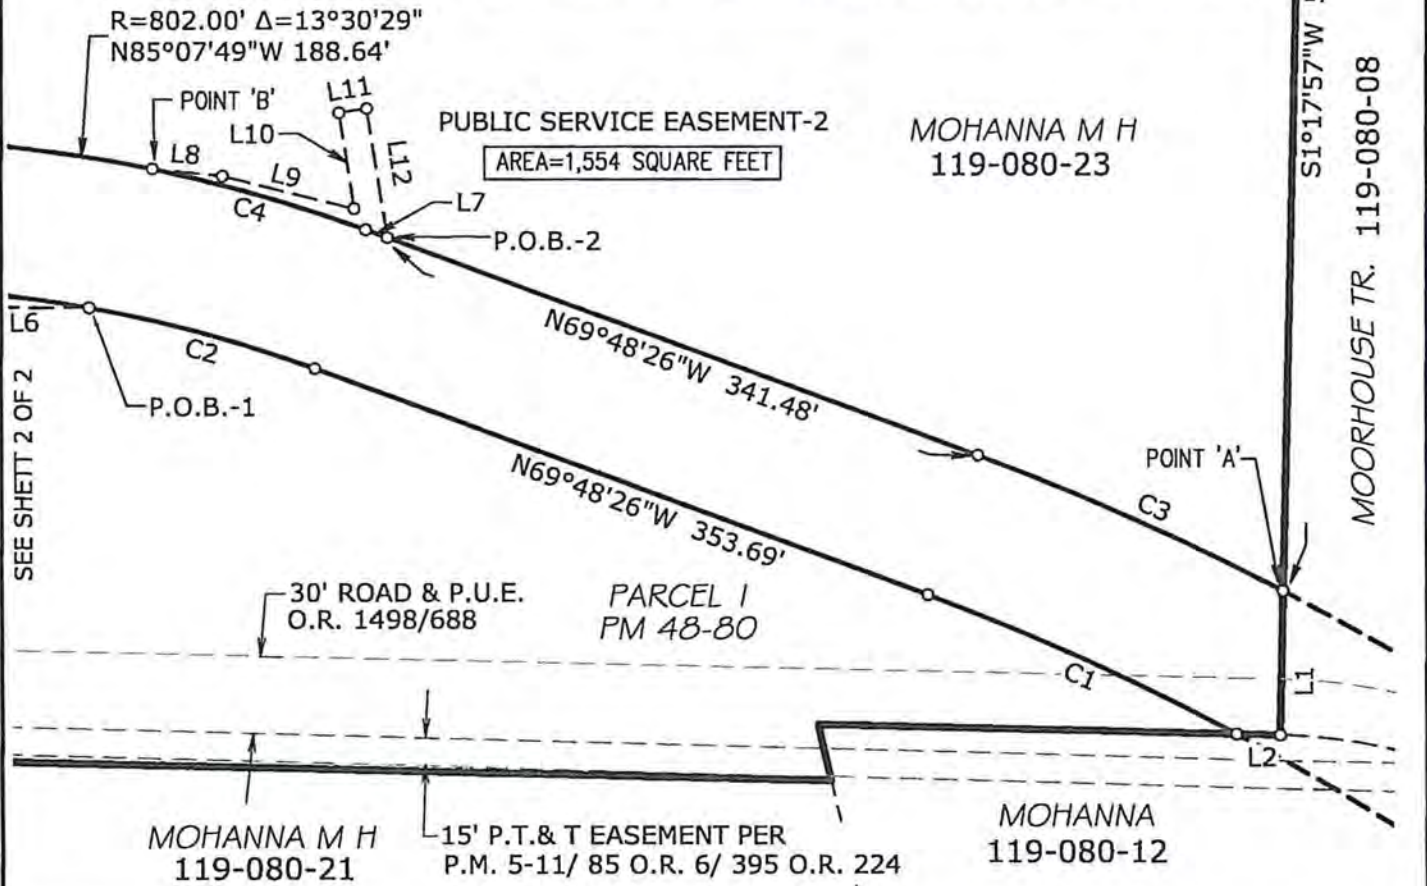 R=802.00' Δ=13°30'29"
N85°07'49"W 188.64'
POINT 'B'
L11
L10
L12
L8
L9
C4
L7
P.O.B.-2
PUBLIC SERVICE EASEMENT-2
AREA=1,554 SQUARE FEET
MOHANNA M H
119-080-23
S1°17'57"W
MOORHOUSE TR. 119-080-08
L6
C2
P.O.B.-1
N69°48'26"W 341.48'
N69°48'26"W 353.69'
POINT 'A'
C3
SEE SHETT 2 OF 2
30' ROAD & P.U.E.
O.R. 1498/688
PARCEL 1
PM 48-80
C1
L1
L2
MOHANNA M H
119-080-21
15' P.T.& T EASEMENT PER
P.M. 5-11/ 85 O.R. 6/ 395 O.R. 224
MOHANNA
119-080-12